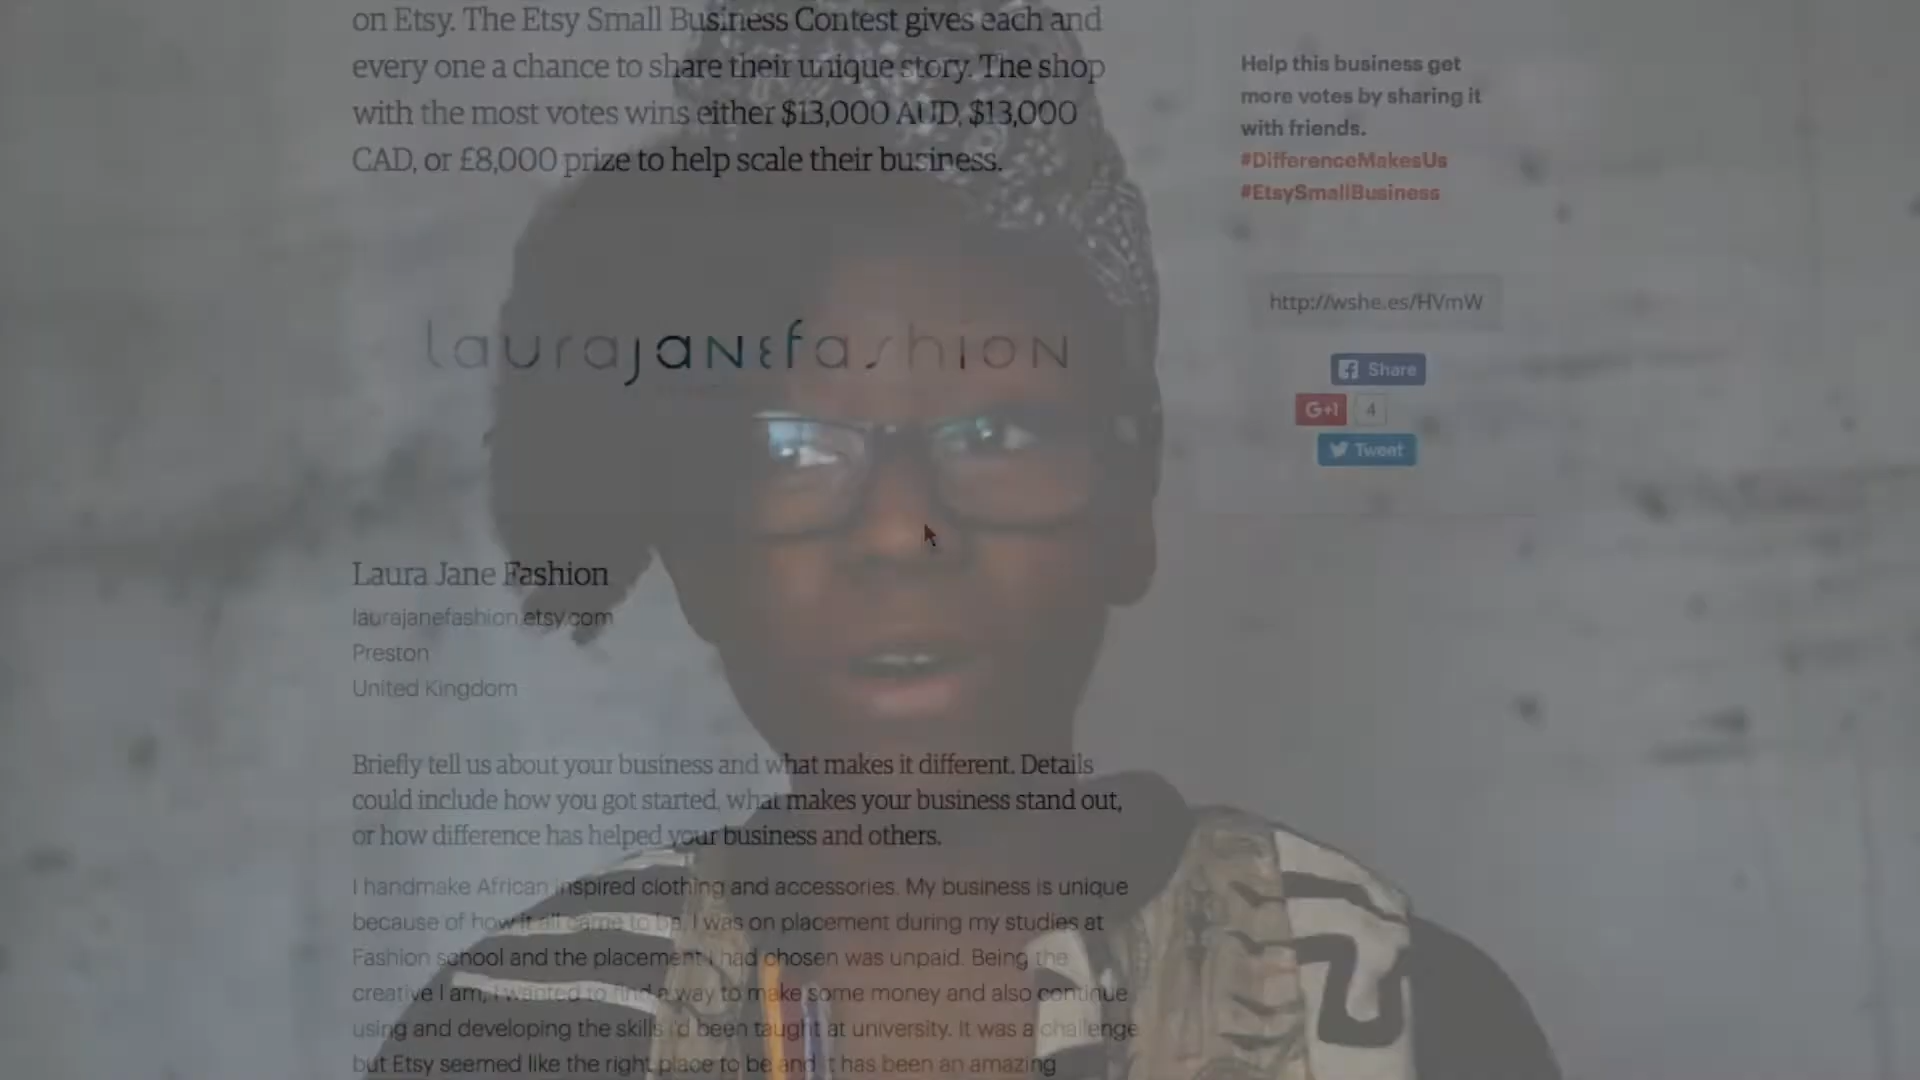 on Etsy. The Etsy Small Business Contest gives each and
every one a chance to share their unique story. The shop
with the most votes wins either $13,000 AUD, $13,000
CAD, or £8,000 prize to help scale their business.
Help this business get
more votes by sharing it
with friends.
#DifferenceMakesUs
#EtsySmallBusiness
http://wshe.es/HVmW
Share
G+1 4
Tweet
laurajanefashion
Laura Jane Fashion
laurajanefashion.etsy.com
Preston
United Kingdom
Briefly tell us about your business and what makes it different. Details
could include how you got started, what makes your business stand out,
or how difference has helped your business and others.
I handmake African inspired clothing and accessories. My business is unique
because of how it all came to be. I was on placement during my studies at
Fashion school and the placement I had chosen was unpaid. Being the
creative I am, I wanted to find a way to make some money and also continue
using and developing the skills I'd been taught at university. It was a challenge
but Etsy seemed like the right place to be and it has been an amazing